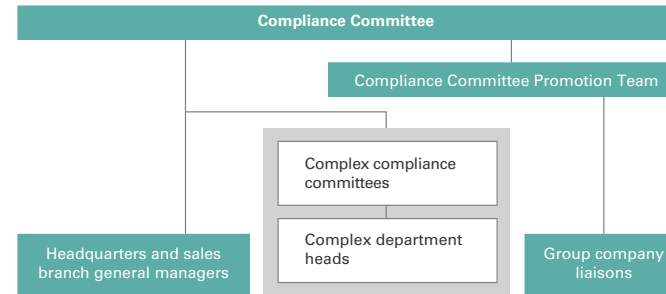 Compliance Committee
Compliance Committee Promotion Team
Complex compliance
committees
Complex department
heads
Headquarters and sales
branch general managers
Group company
liaisons